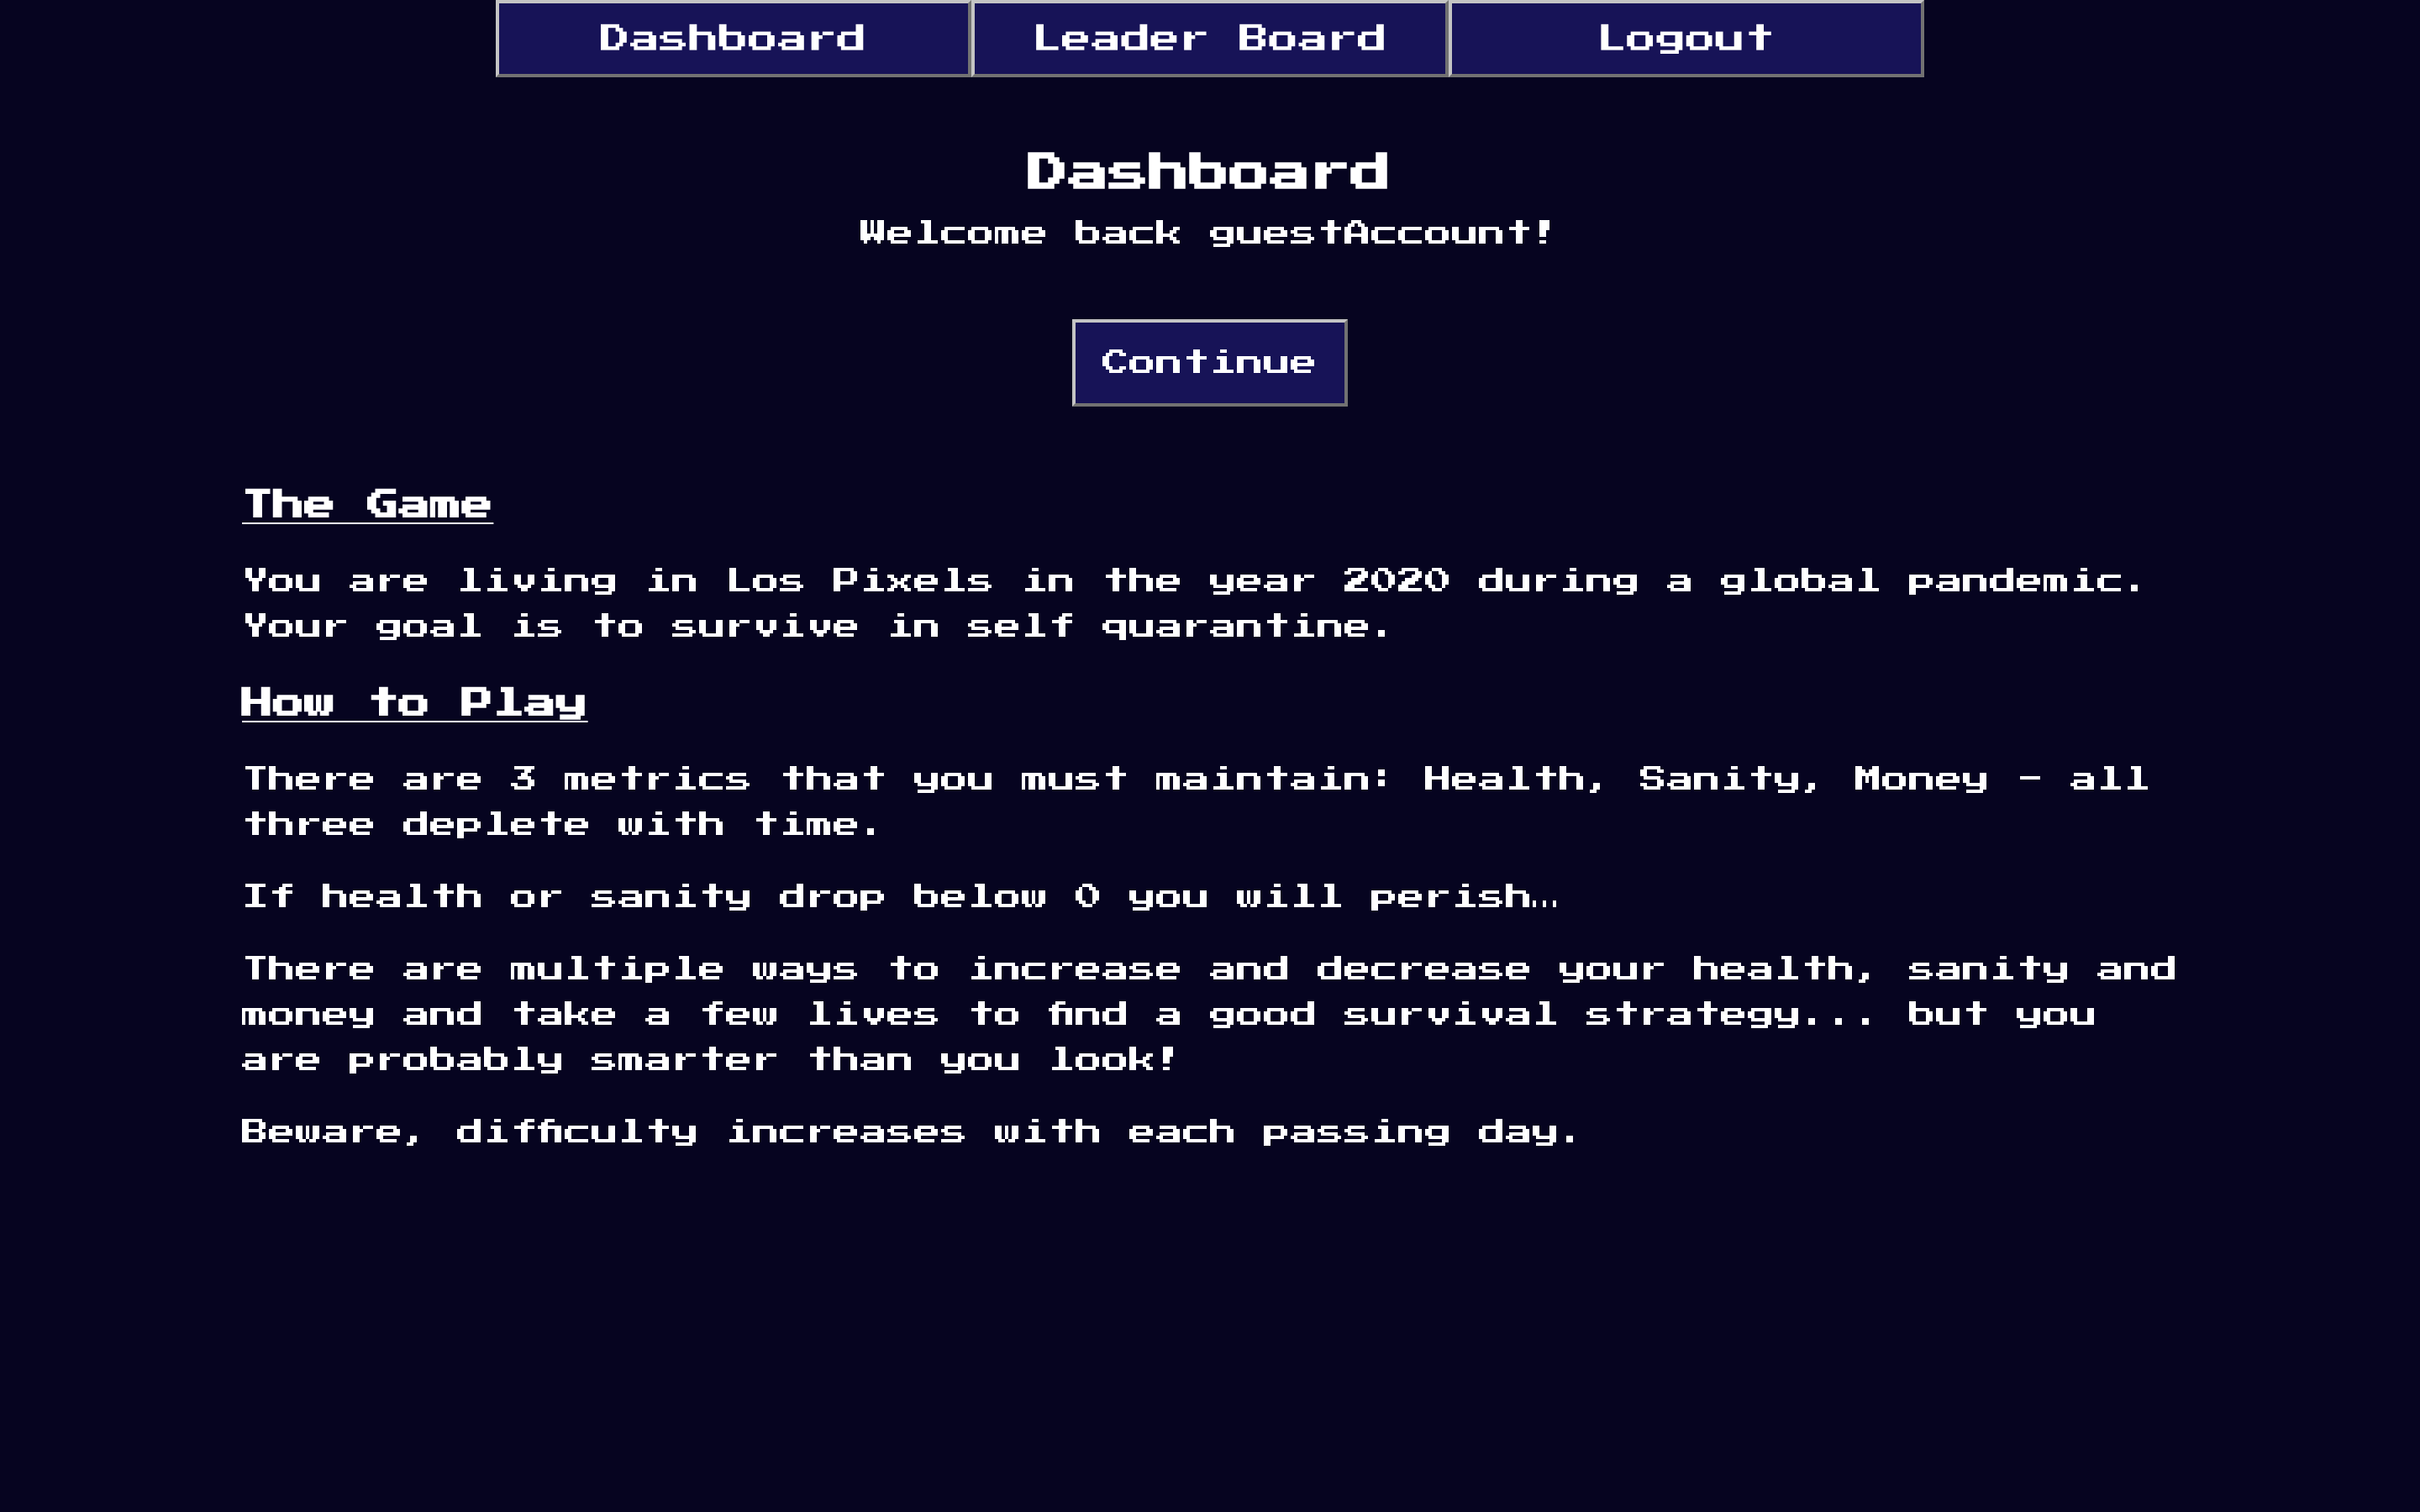 Dashboard Leader Board Logout
Dashboard
Welcome back guestAccount!
Continue
The Game
You are living in Los Pixels in the year 2020 during a global pandemic.
Your goal is to survive in self quarantine.
How to Play
There are 3 metrics that you must maintain: Health, Sanity, Money - all
three deplete with time.
If health or sanity drop below 0 you will perish…
There are multiple ways to increase and decrease your health, sanity and
money and take a few lives to find a good survival strategy... but you
are probably smarter than you look!
Beware, difficulty increases with each passing day.